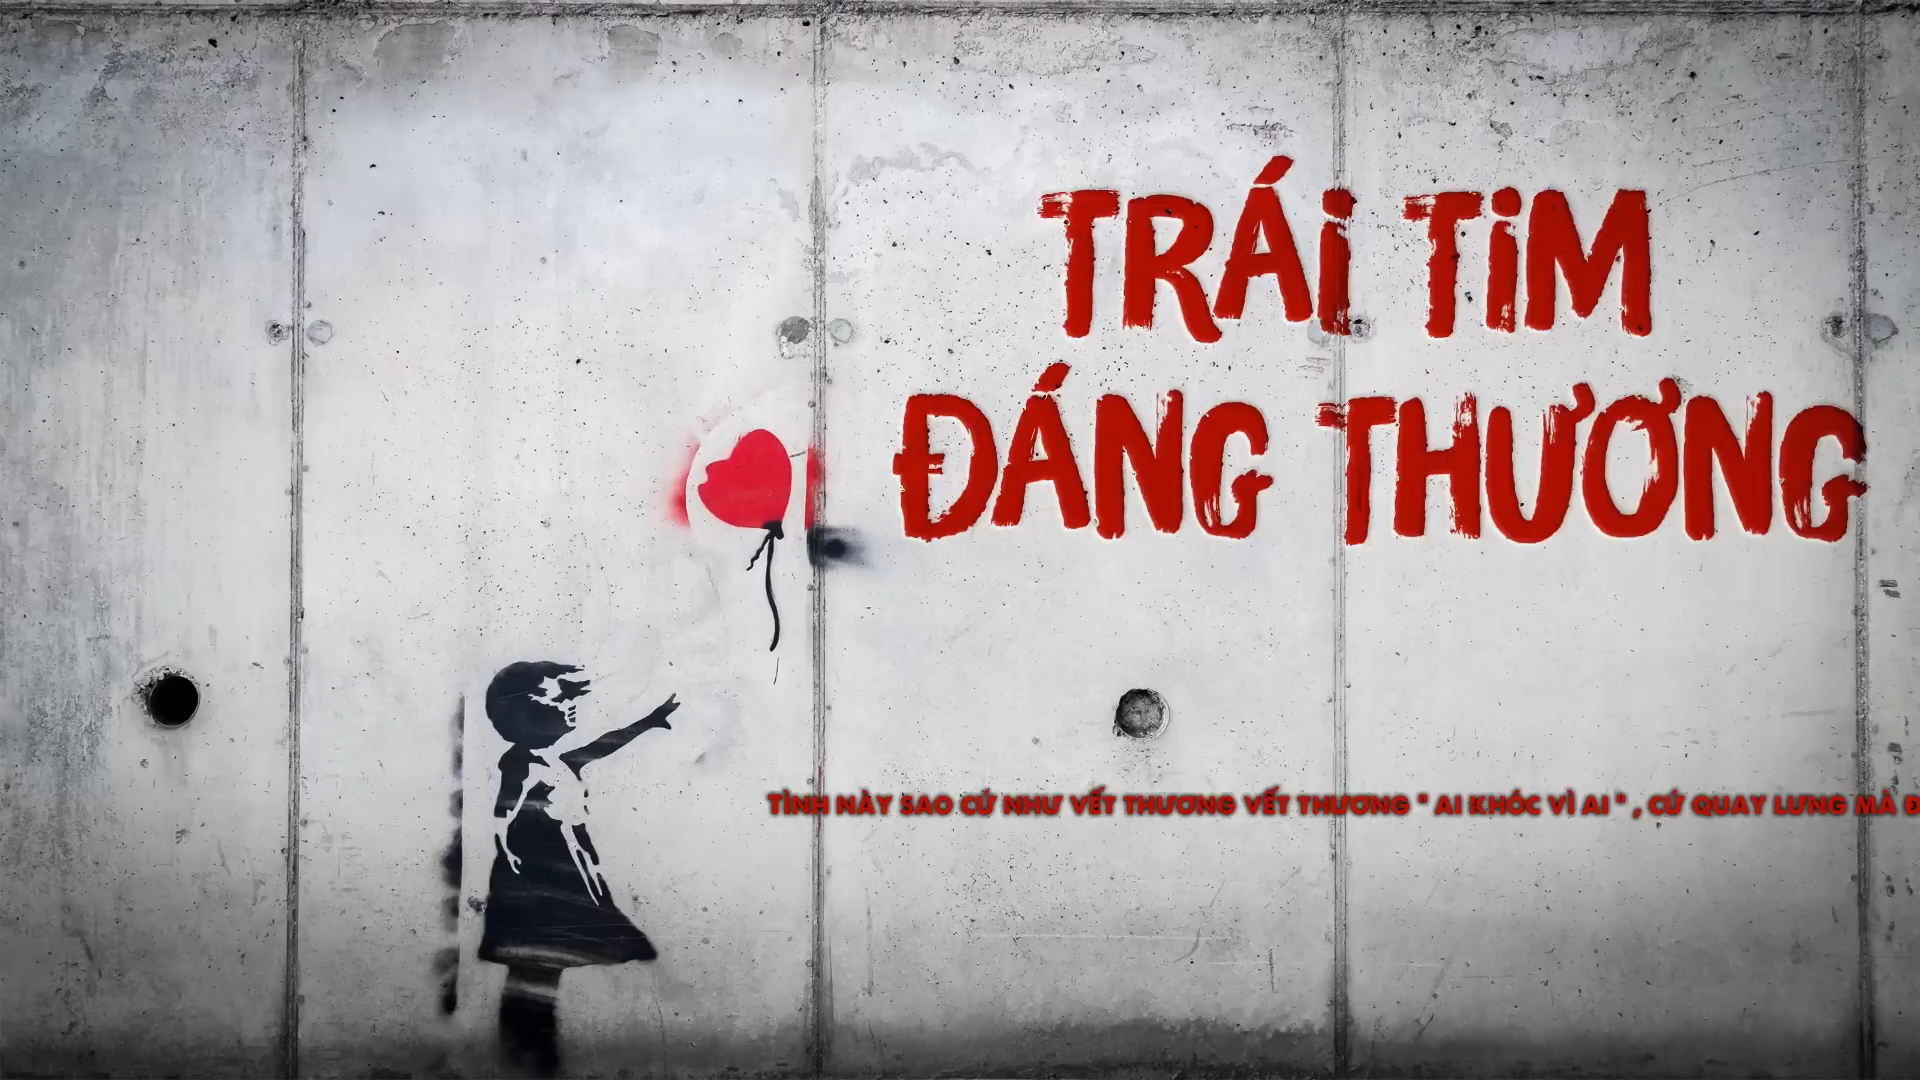 TRÁI TIM
ĐÁNG THƯƠNG
TÌNH NÀY SAO CỨ NHƯ VẾT THƯƠNG VẾT THƯƠNG " AI KHÓC VÌ AI " , CỨ QUAY LƯNG MÀ